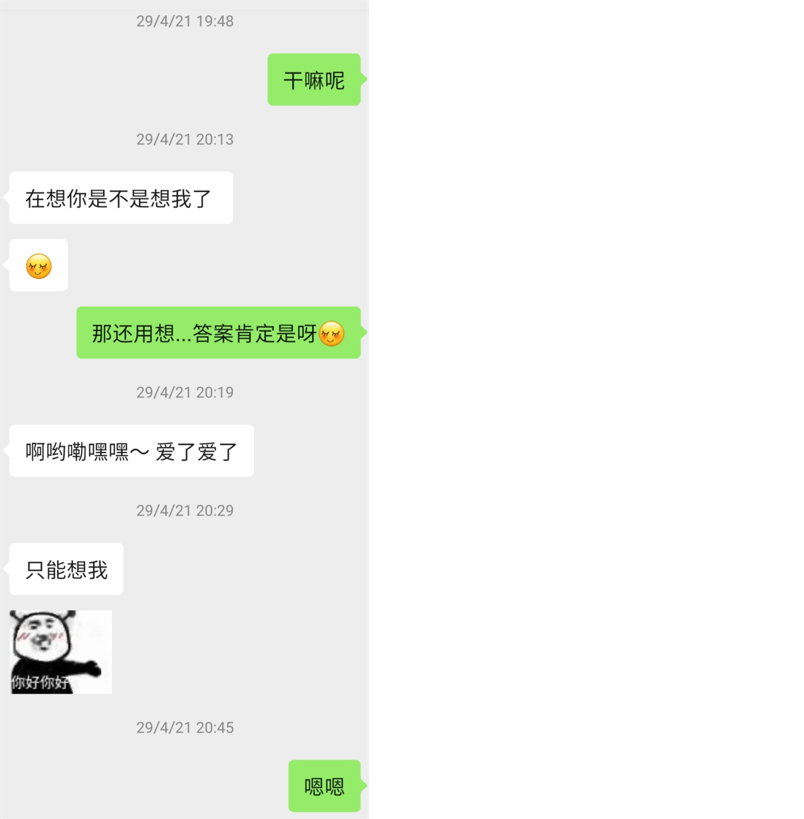 29/4/21 19:48
干嘛呢
29/4/21 20:13
在想你是不是想我了
那还用想...答案肯定是呀
29/4/21 20:19
啊哟嘞嘿嘿～ 爱了爱了
29/4/21 20:29
只能想我
你好你好
29/4/21 20:45
嗯嗯